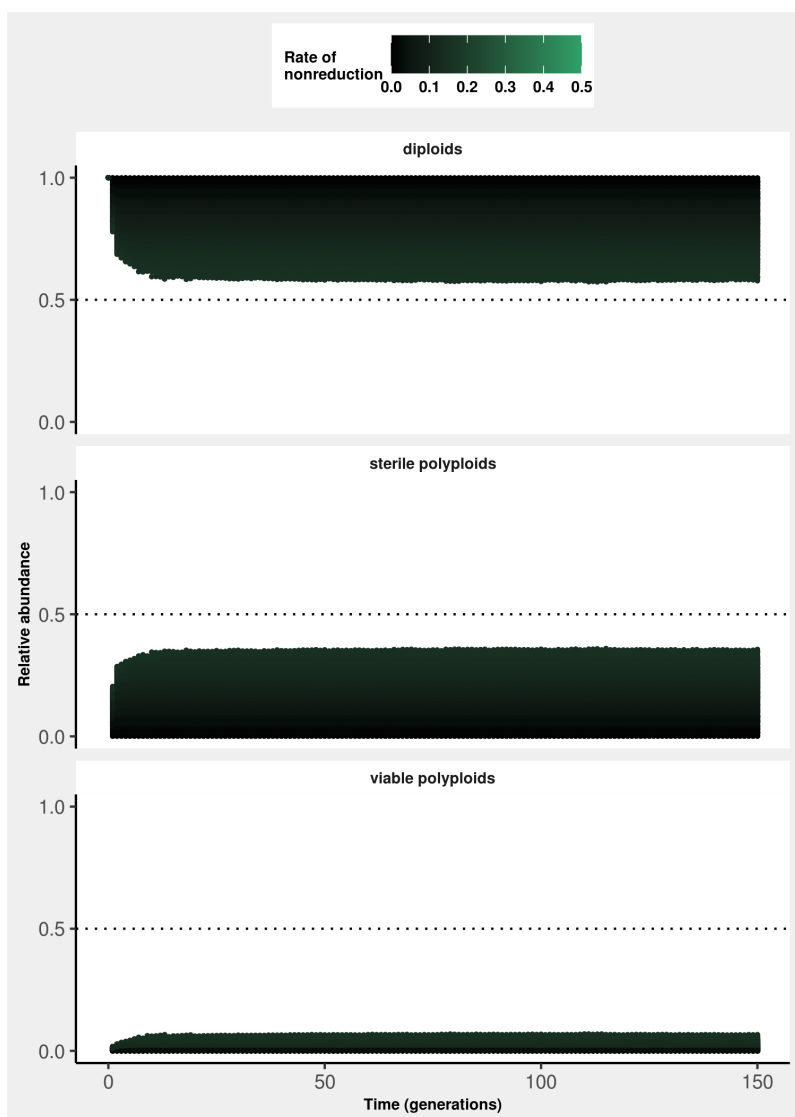 Rate of
nonreduction
0.0 0.1 0.2 0.3 0.4 0.5
diploids
1.0
0.5
0.0
sterile polyploids
1.0
0.5
0.0
Relative abundance
viable polyploids
1.0
0.5
0.0
0 50 100 150
Time (generations)